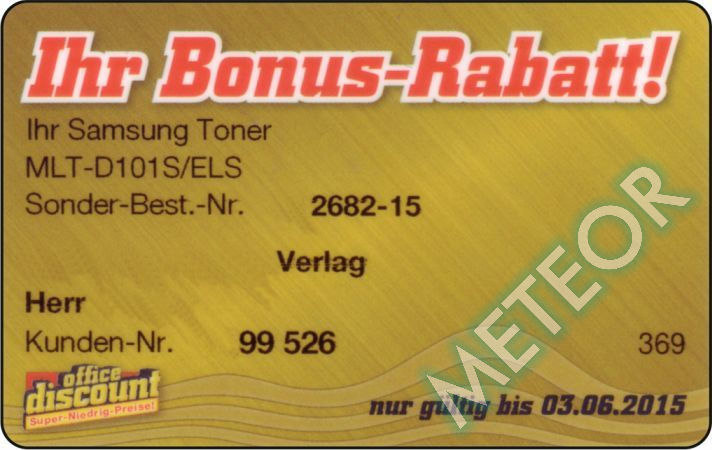 Ihr Bonus-Rabatt!
Ihr Samsung Toner
MLT-D101S/ELS
Sonder-Best.-Nr. 2682-15
Verlag
Herr
Kunden-Nr. 99 526 369
office
discount
Super-Niedrig-Preise!
nur gültig bis 03.06.2015
METEOR